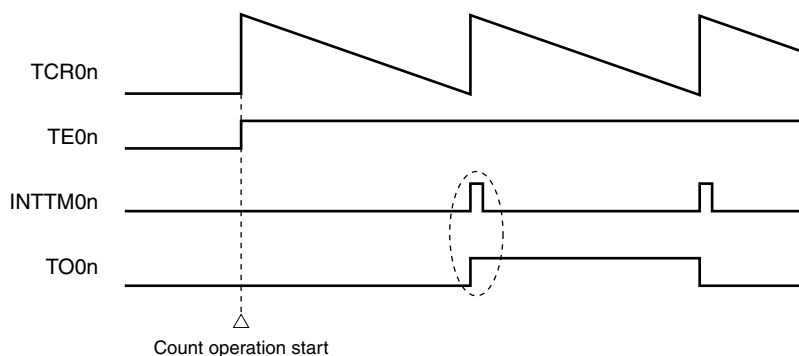 TCR0n
TE0n
INTTM0n
TO0n
Count operation start